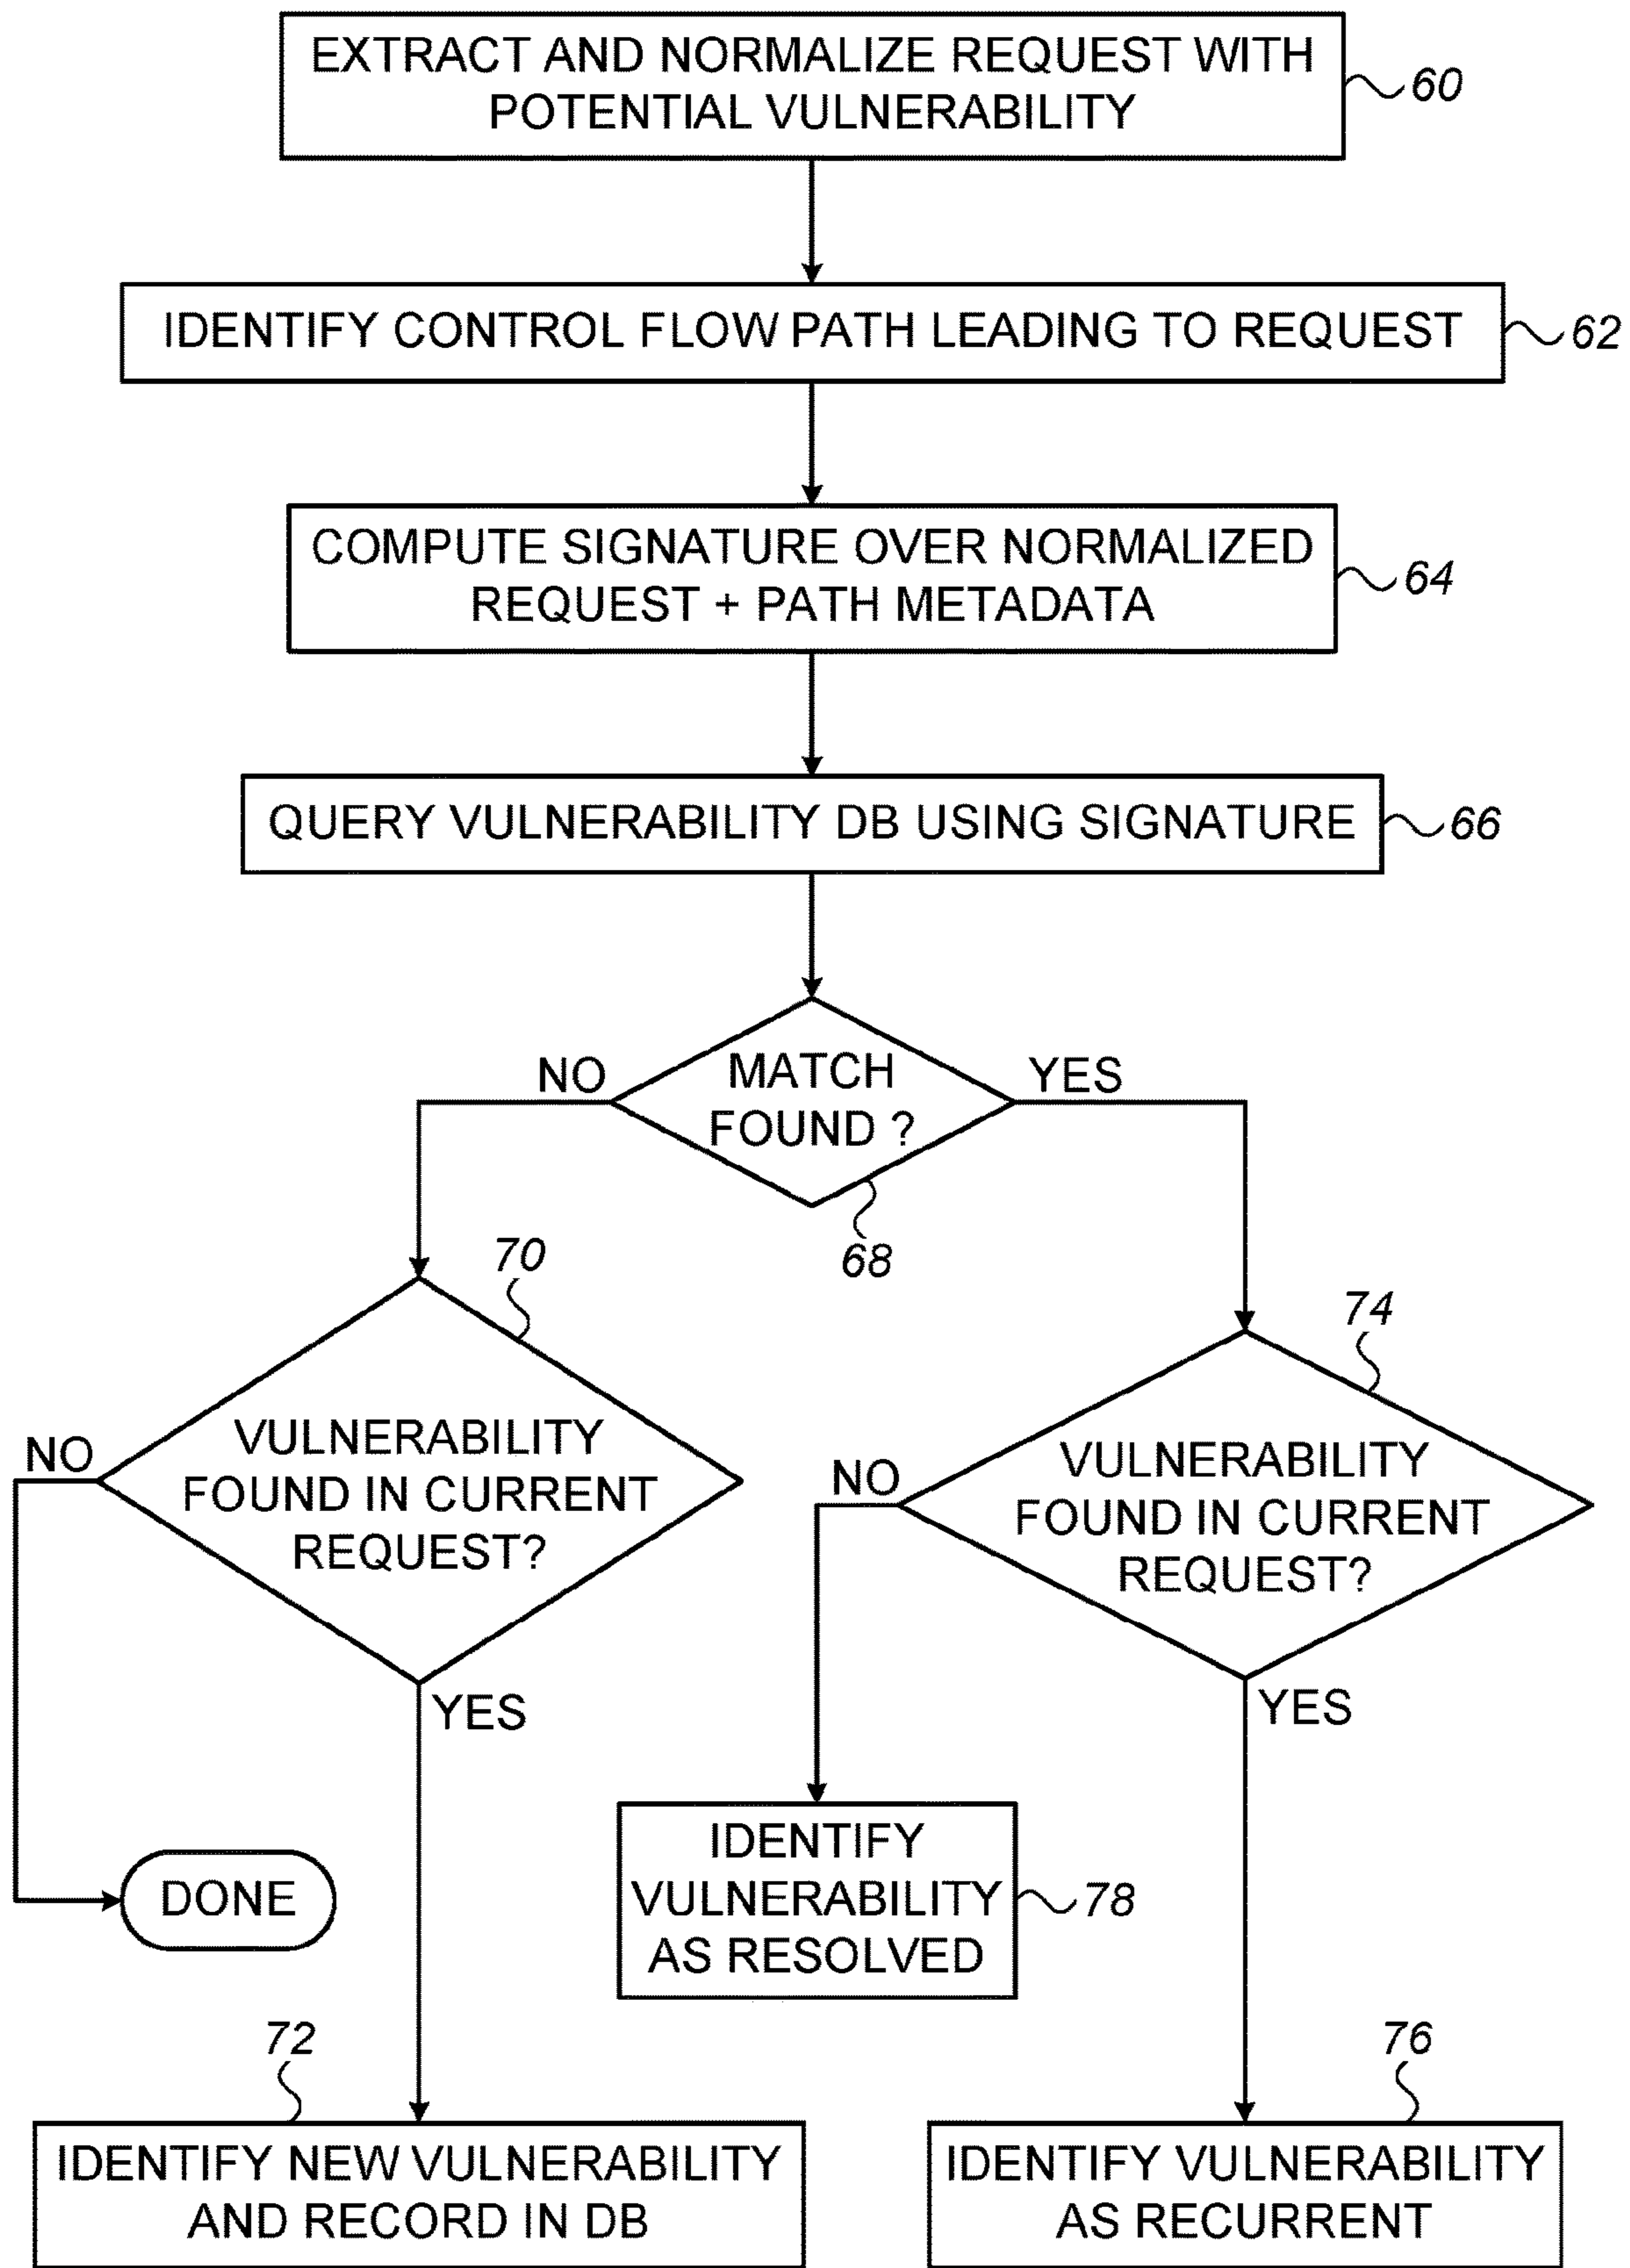 EXTRACT AND NORMALIZE REQUEST WITH
POTENTIAL VULNERABILITY
60
IDENTIFY CONTROL FLOW PATH LEADING TO REQUEST
62
COMPUTE SIGNATURE OVER NORMALIZED
REQUEST + PATH METADATA
64
QUERY VULNERABILITY DB USING SIGNATURE
66
NO
MATCH
FOUND ?
YES
68
70
74
NO
VULNERABILITY
FOUND IN CURRENT
REQUEST?
YES
NO
VULNERABILITY
FOUND IN CURRENT
REQUEST?
YES
DONE
IDENTIFY
VULNERABILITY
AS RESOLVED
78
72
IDENTIFY NEW VULNERABILITY
AND RECORD IN DB
76
IDENTIFY VULNERABILITY
AS RECURRENT